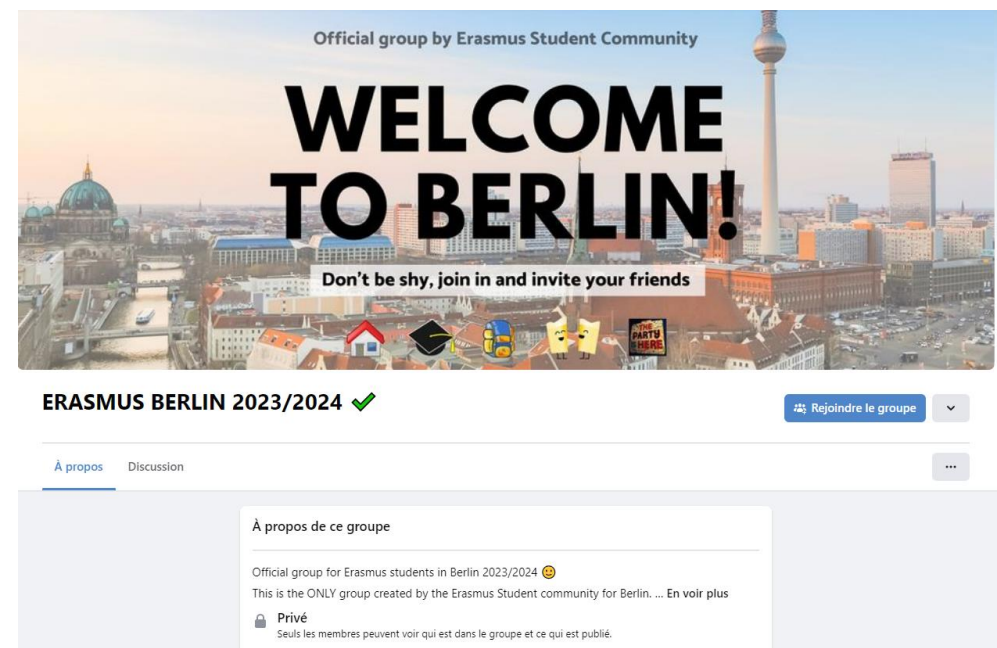 Official group by Erasmus Student Community
WELCOME
TO BERLIN!
Don't be shy, join in and invite your friends
THE
PARTY
IS HERE
ERASMUS BERLIN 2023/2024
Rejoindre le groupe
À propos Discussion
À propos de ce groupe
Official group for Erasmus students in Berlin 2023/2024
This is the ONLY group created by the Erasmus Student community for Berlin. ... En voir plus
Privé
Seuls les membres peuvent voir qui est dans le groupe et ce qui est publié.